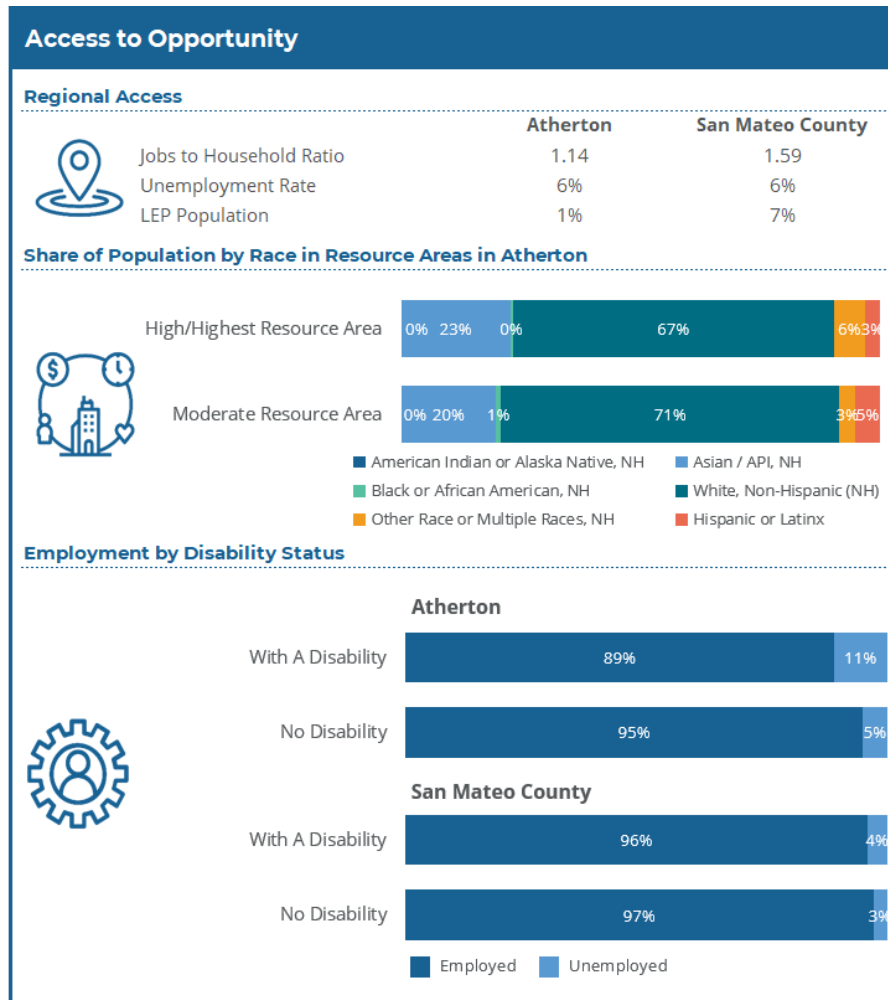 Access to Opportunity
Regional Access
Atherton San Mateo County
Jobs to Household Ratio 1.14 1.59
Unemployment Rate 6% 6%
LEP Population 1% 7%
Share of Population by Race in Resource Areas in Atherton
High/Highest Resource Area 0% 23% 0% 67% 6% 3%
Moderate Resource Area 0% 20% 1% 71% 3% 5%
American Indian or Alaska Native, NH Asian / API, NH
Black or African American, NH White, Non-Hispanic (NH)
Other Race or Multiple Races, NH Hispanic or Latinx
Employment by Disability Status
Atherton
With A Disability 89% 11%
No Disability 95% 5%
San Mateo County
With A Disability 96% 4%
No Disability 97% 3%
Employed Unemployed